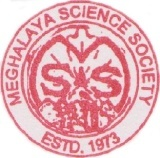 MEGHALAYA SCIENCE SOCIETY
MSS
ESTD. 1973